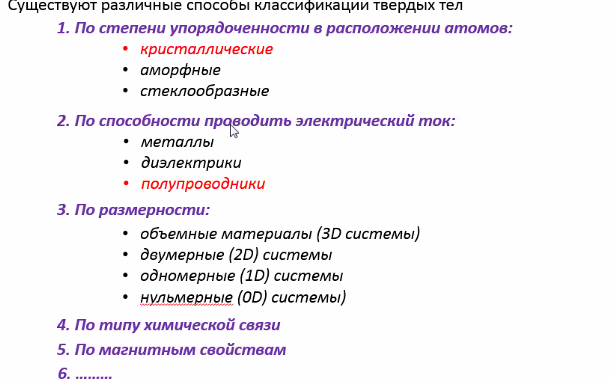 Существуют различные способы классификации твердых тел
1. По степени упорядоченности в расположении атомов:
• кристаллические
• аморфные
• стеклообразные
2. По способности проводить электрический ток:
• металлы
• диэлектрики
• полупроводники
3. По размерности:
• объемные материалы (3D системы)
• двумерные (2D) системы
• одномерные (1D) системы
• нульмерные (0D) системы)
4. По типу химической связи
5. По магнитным свойствам
6. .........